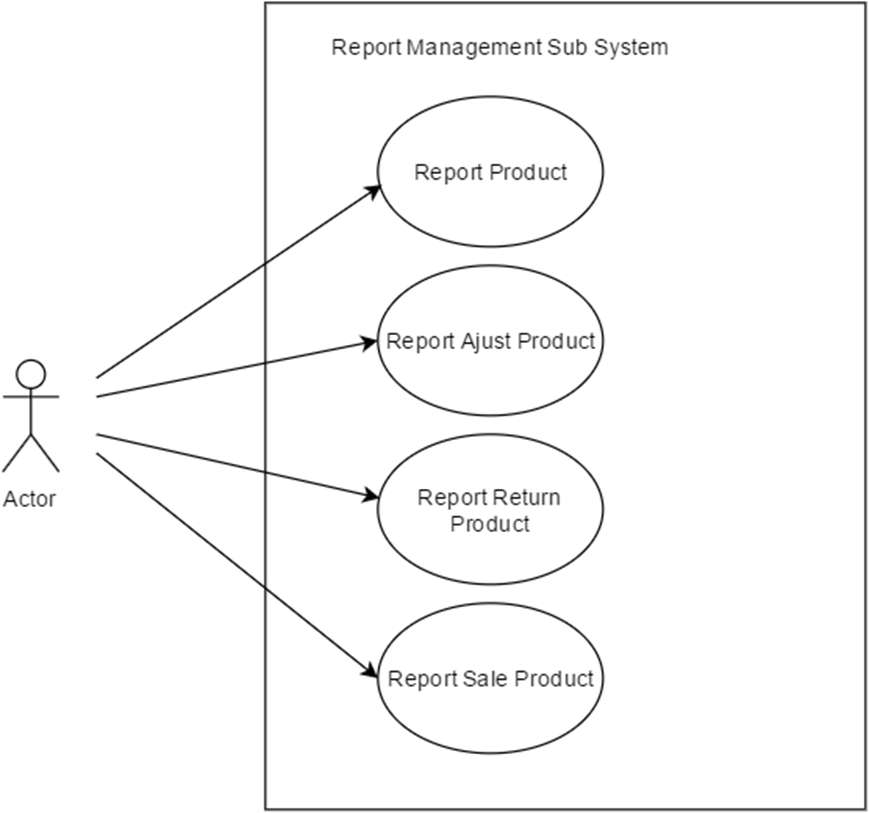 Report Management Sub System
Report Product
Report Ajust Product
Report Return
Product
Report Sale Product
Actor